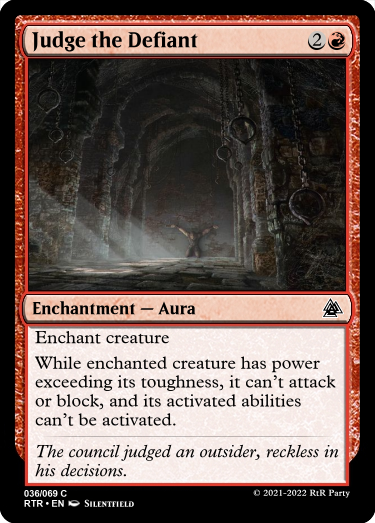 Judge the Defiant 2
Enchantment — Aura
Enchant creature
While enchanted creature has power
exceeding its toughness, it can't attack
or block, and its activated abilities
can't be activated.
The council judged an outsider, reckless in
his decisions.
036/069 C
RTR • EN Silentfield © 2021-2022 RtR Party